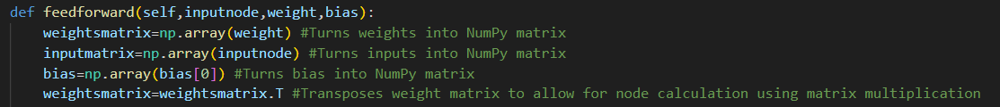 def feedforward(self,inputnode,weight,bias):
    weightsmatrix=np.array(weight) #Turns weights into NumPy matrix
    inputmatrix=np.array(inputnode) #Turns inputs into NumPy matrix
    bias=np.array(bias[0]) #Turns bias into NumPy matrix
    weightsmatrix=weightsmatrix.T #Transposes weight matrix to allow for node calculation using matrix multiplication